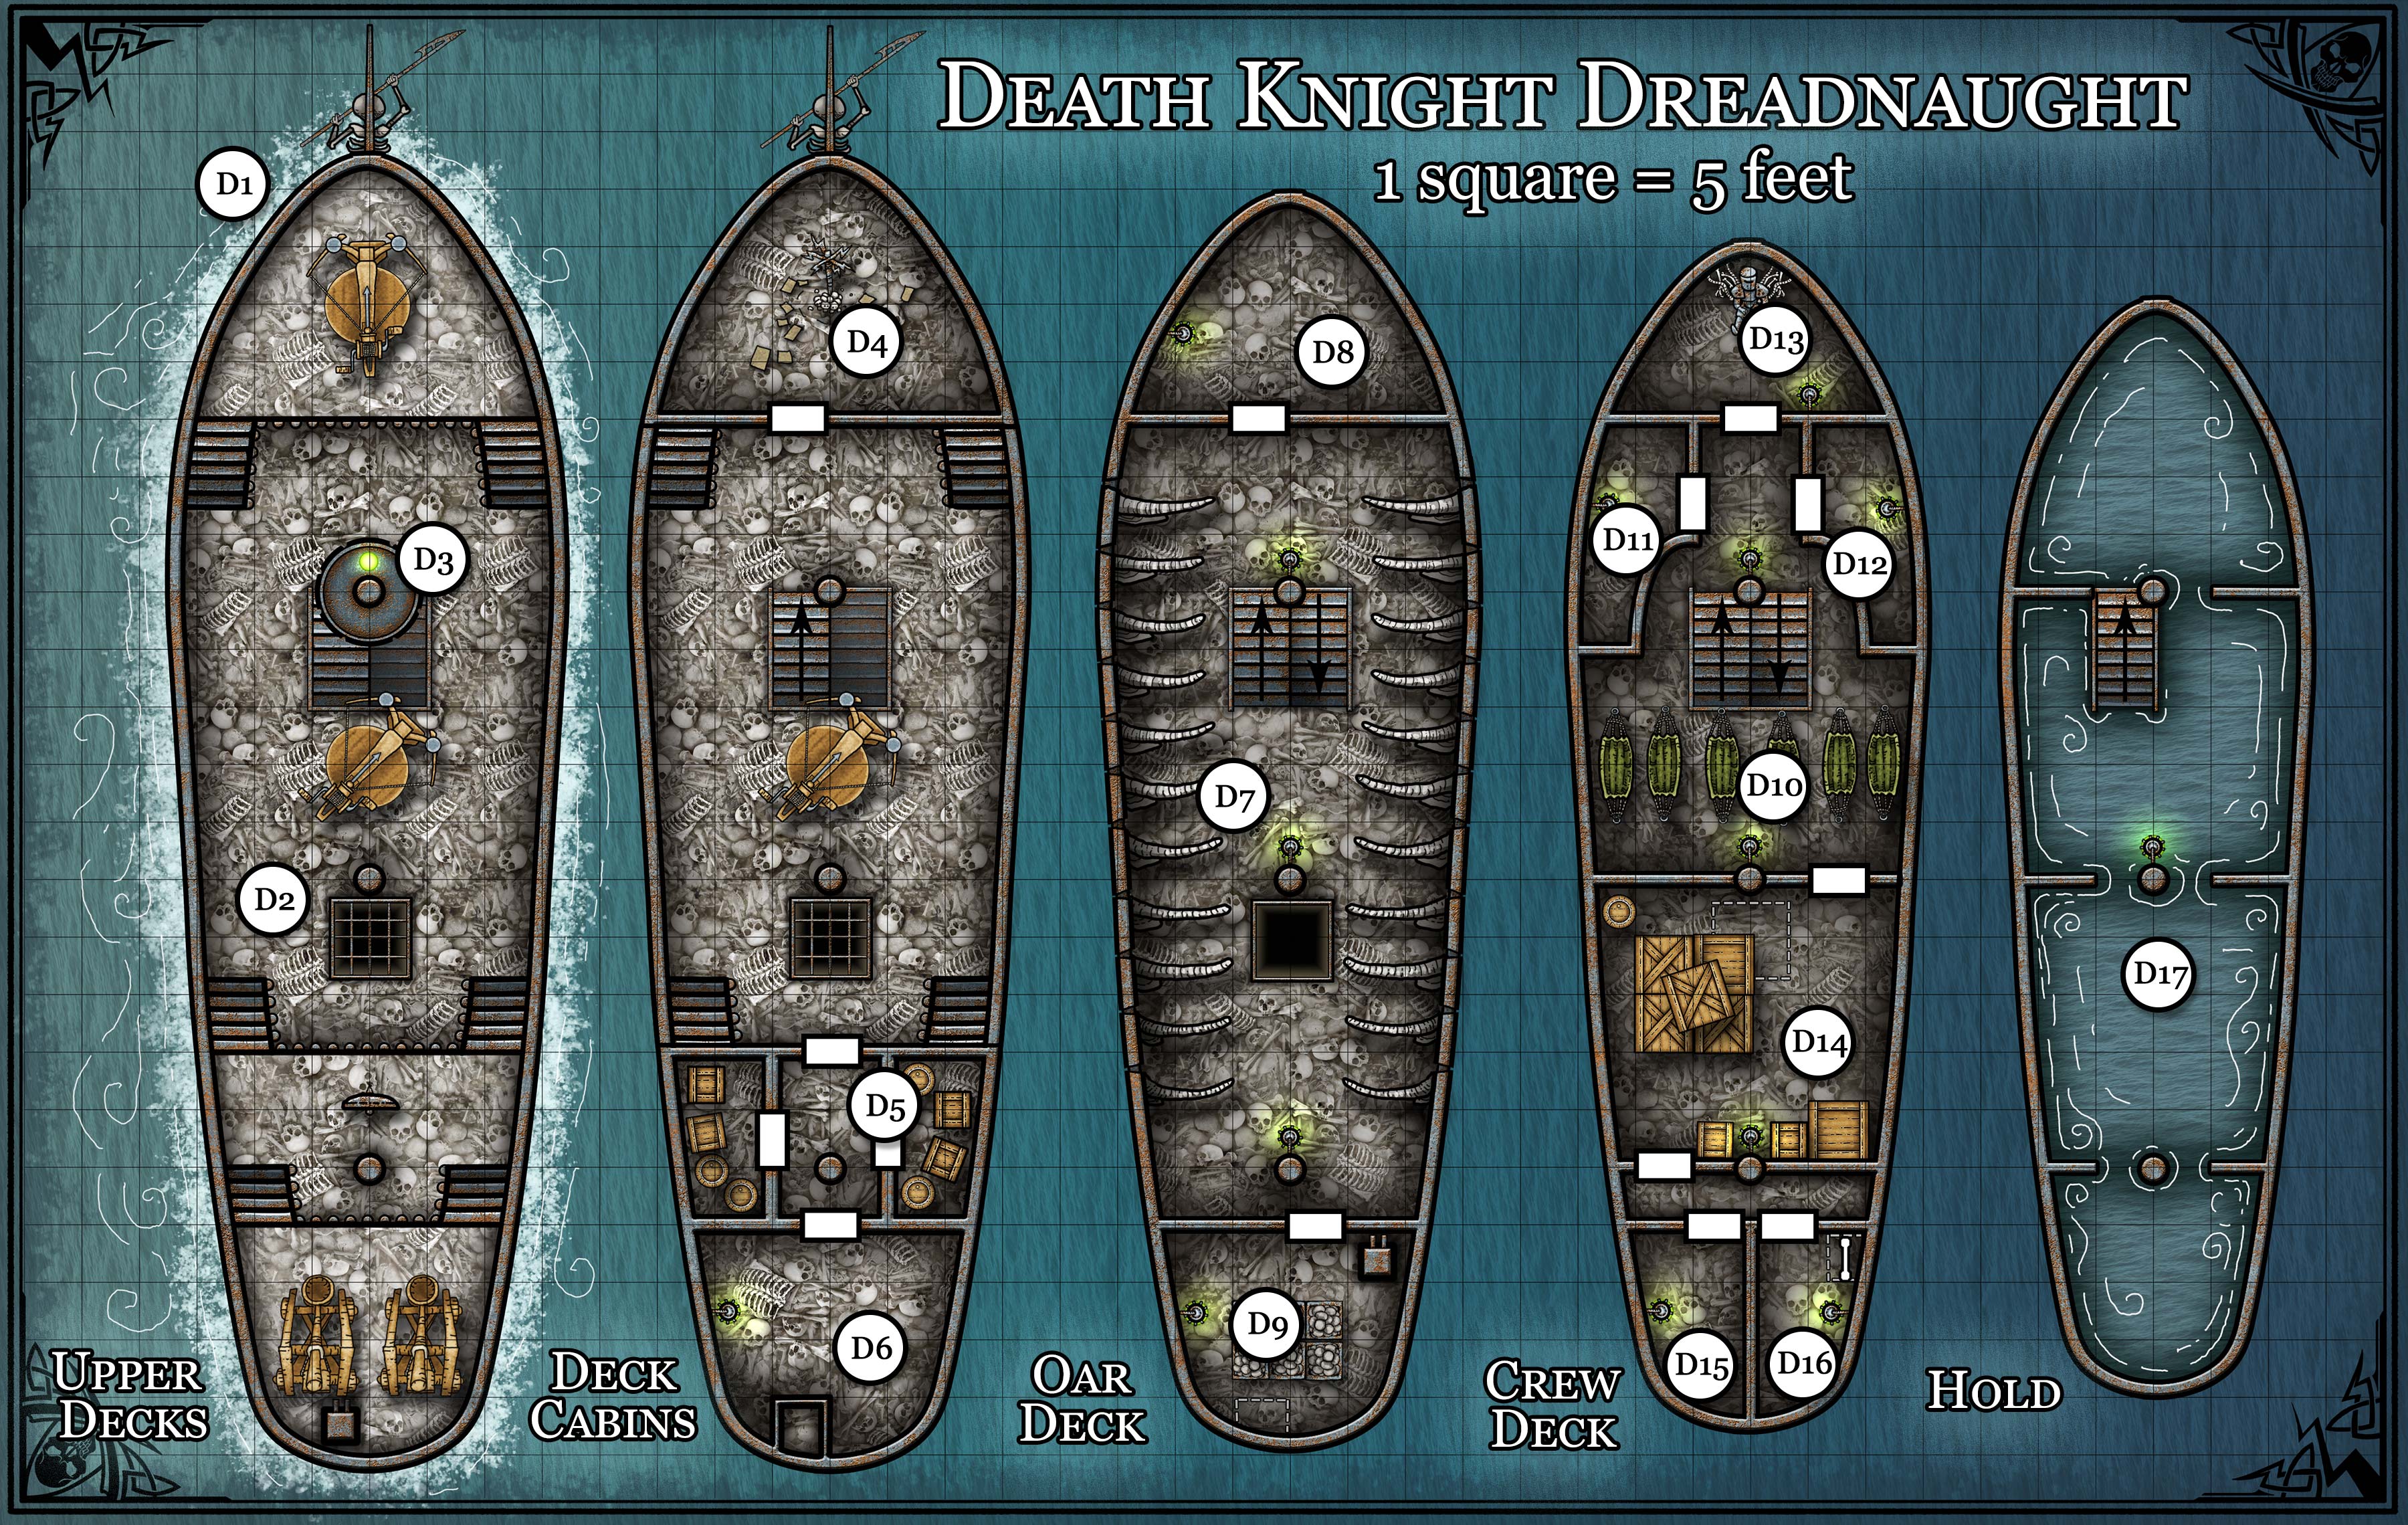 Death Knight Dreadnaught
1 square = 5 feet
D1
D2
D3
D4
D5
D6
D7
D8
D9
D10
D11
D12
D13
D14
D15
D16
D17
Upper
Decks
Deck
Cabins
Oar
Deck
Crew
Deck
Hold